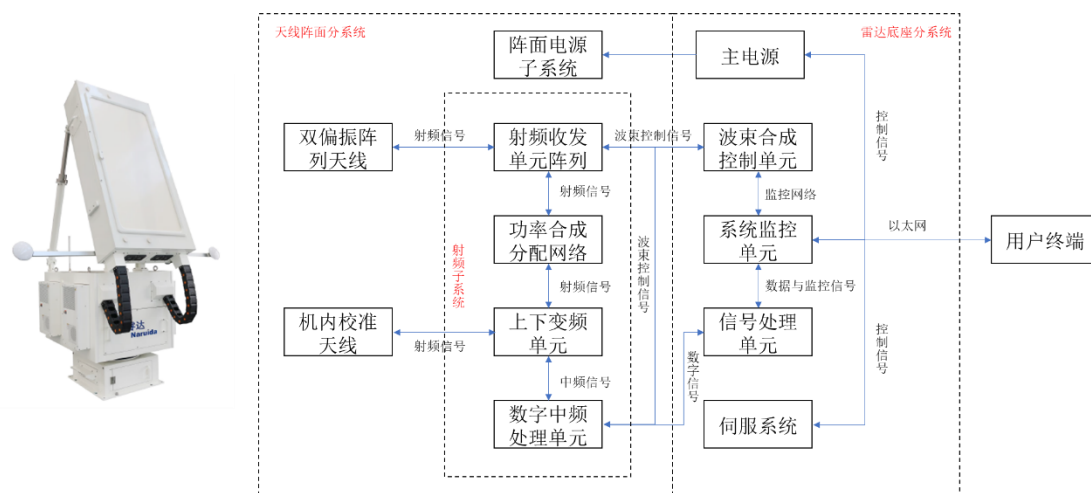 天线阵面分系统
雷达底座分系统
阵面电源
子系统
主电源
控制信号
双偏振阵
列天线
射频信号
射频收发
单元阵列
波束控制信号
波束合成
控制单元
射频信号
监控网络
功率合成
分配网络
波束控制信号
系统监控
单元
以太网
用户终端
射频子系统
射频信号
数据与监控信号
机内校准
天线
射频信号
上下变频
单元
信号处理
单元
控制信号
中频信号
数字信号
数字中频
处理单元
伺服系统
Naruida